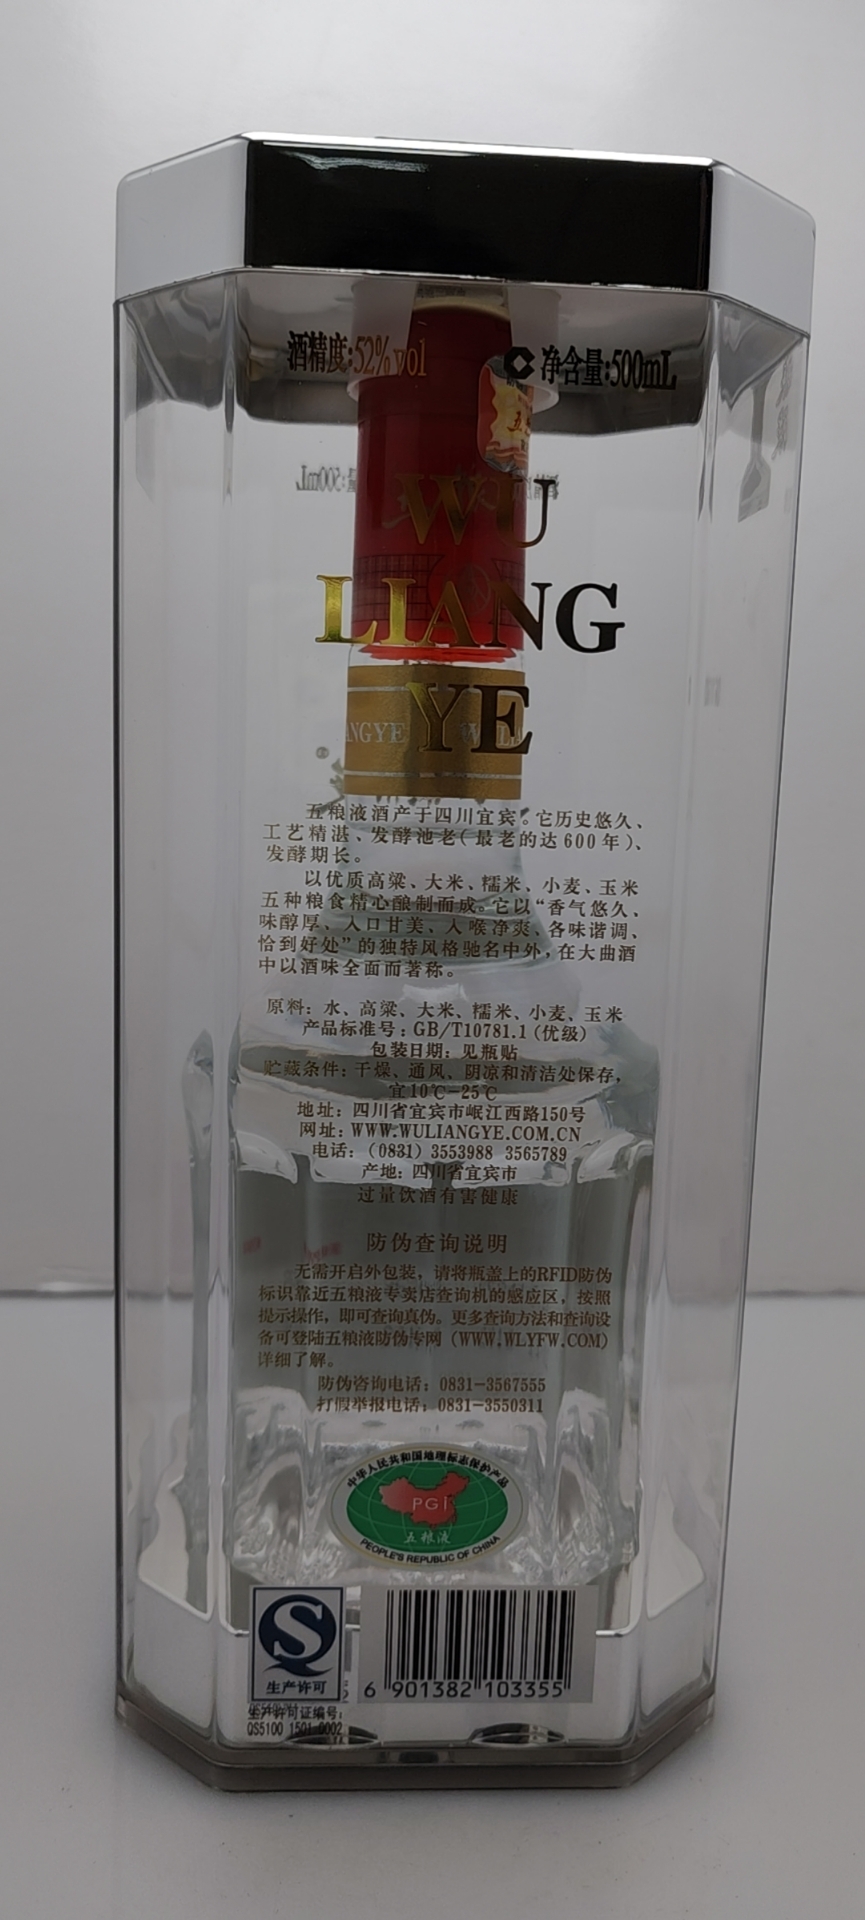 酒精度:52%vol 净含量:500mL
WU
LIANG
YE
ANGYE
五粮液酒产于四川宜宾。它历史悠久、
工艺精湛、发酵池老(最老的达600年)、
发酵期长。
以优质高粱、大米、糯米、小麦、玉米
五种粮食精心酿制而成。它以“香气悠久、
味醇厚、入口甘美、入喉净爽、各味谐调、
恰到好处”的独特风格驰名中外,在大曲酒
中以酒味全面而著称。
原料：水、高粱、大米、糯米、小麦、玉米
产品标准号：GB/T10781.1(优级)
包装日期：见瓶贴
贮藏条件：干燥、通风、阴凉和清洁处保存，
宜10℃-25℃
地址：四川省宜宾市岷江西路150号
网址：WWW.WULIANGYE.COM.CN
电话：(0831) 3553988 3565789
产地：四川省宜宾市
过量饮酒有害健康
防伪查询说明
无需开启外包装，请将瓶盖上的RFID防伪
标识靠近五粮液专卖店查询机的感应区，按照
提示操作，即可查询真伪。更多查询方法和查询设
备可登陆五粮液防伪专网（WWW.WLYFW.COM）
详细了解。
防伪咨询电话：0831-3567555
打假举报电话：0831-3550311
中华人民共和国地理标志保护产品
PGI
五粮液
PEOPLE'S REPUBLIC OF CHINA
S
生产许可
6 901382 103355
生产许可证编号:
QS5100 1501 0002